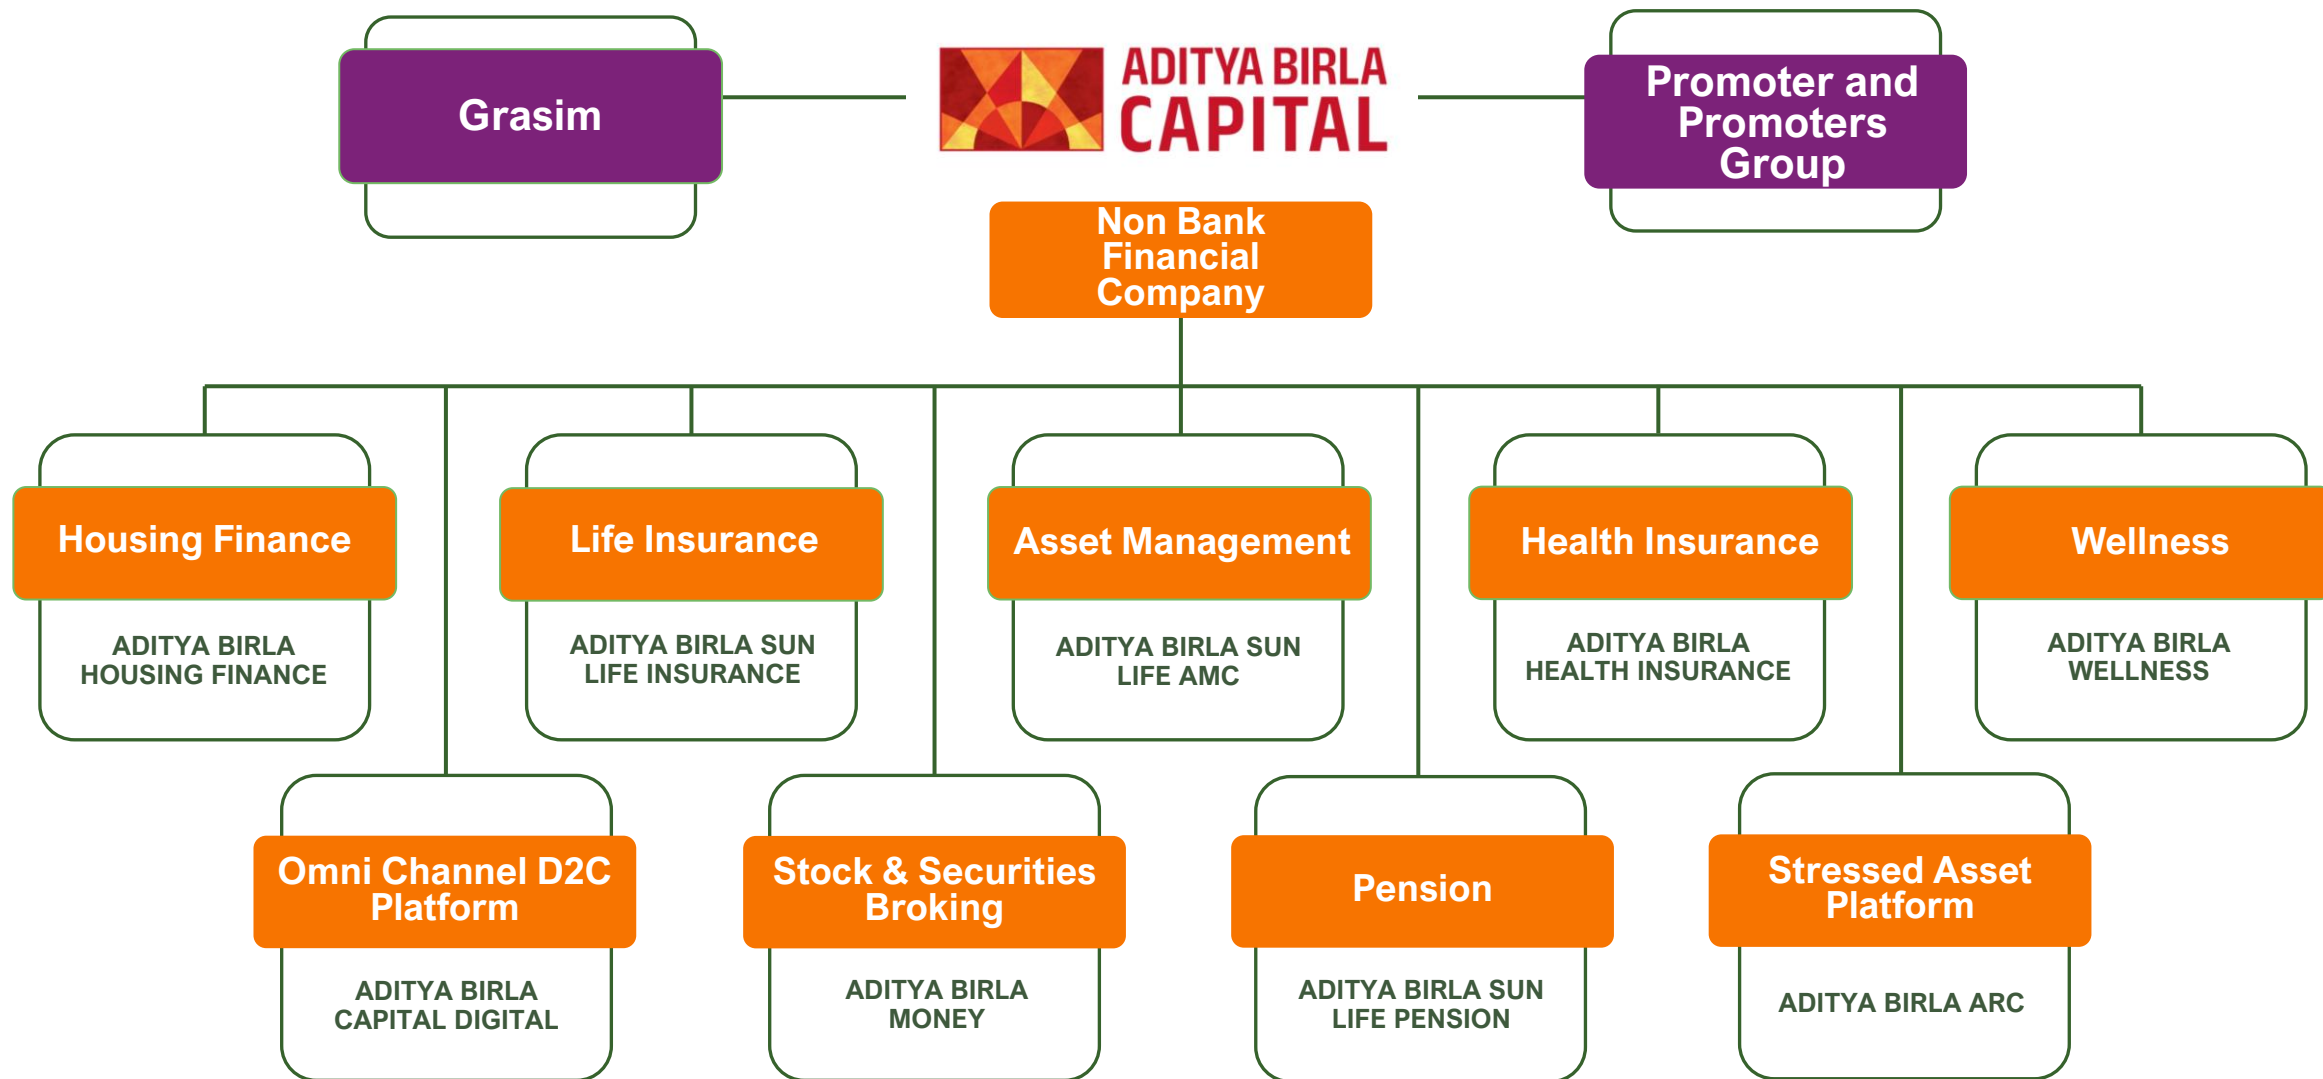 Grasim
ADITYA BIRLA
CAPITAL
Promoter and
Promoters
Group
Non Bank
Financial
Company
Housing Finance
ADITYA BIRLA
HOUSING FINANCE
Life Insurance
ADITYA BIRLA SUN
LIFE INSURANCE
Asset Management
ADITYA BIRLA SUN
LIFE AMC
Health Insurance
ADITYA BIRLA
HEALTH INSURANCE
Wellness
ADITYA BIRLA
WELLNESS
Omni Channel D2C
Platform
ADITYA BIRLA
CAPITAL DIGITAL
Stock & Securities
Broking
ADITYA BIRLA
MONEY
Pension
ADITYA BIRLA SUN
LIFE PENSION
Stressed Asset
Platform
ADITYA BIRLA ARC